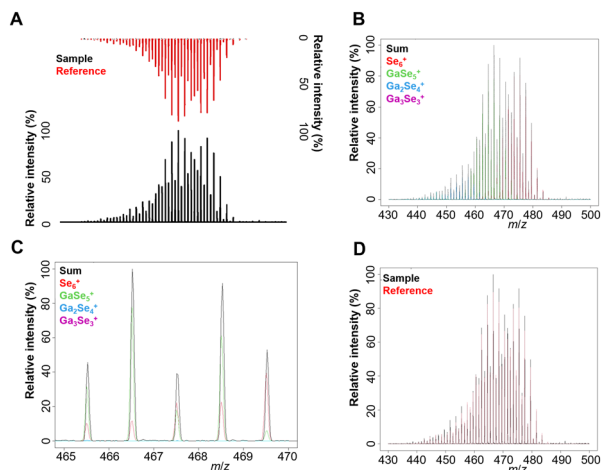 A
Sample
Reference
Relative intensity (%)
0
50
100
Relative intensity (%)
0
50
100
B
Relative intensity (%)
100
80
60
40
20
0
Sum
Se₆⁺
GaSe₅⁺
Ga₂Se₄⁺
Ga₃Se₃⁺
430 440 450 460 470 480 490 500
m/z
C
Relative intensity (%)
100
80
60
40
20
0
Sum
Se₆⁺
GaSe₅⁺
Ga₂Se₄⁺
Ga₃Se₃⁺
465 466 467 468 469 470
m/z
D
Relative intensity (%)
100
80
60
40
20
0
Sample
Reference
430 440 450 460 470 480 490 500
m/z